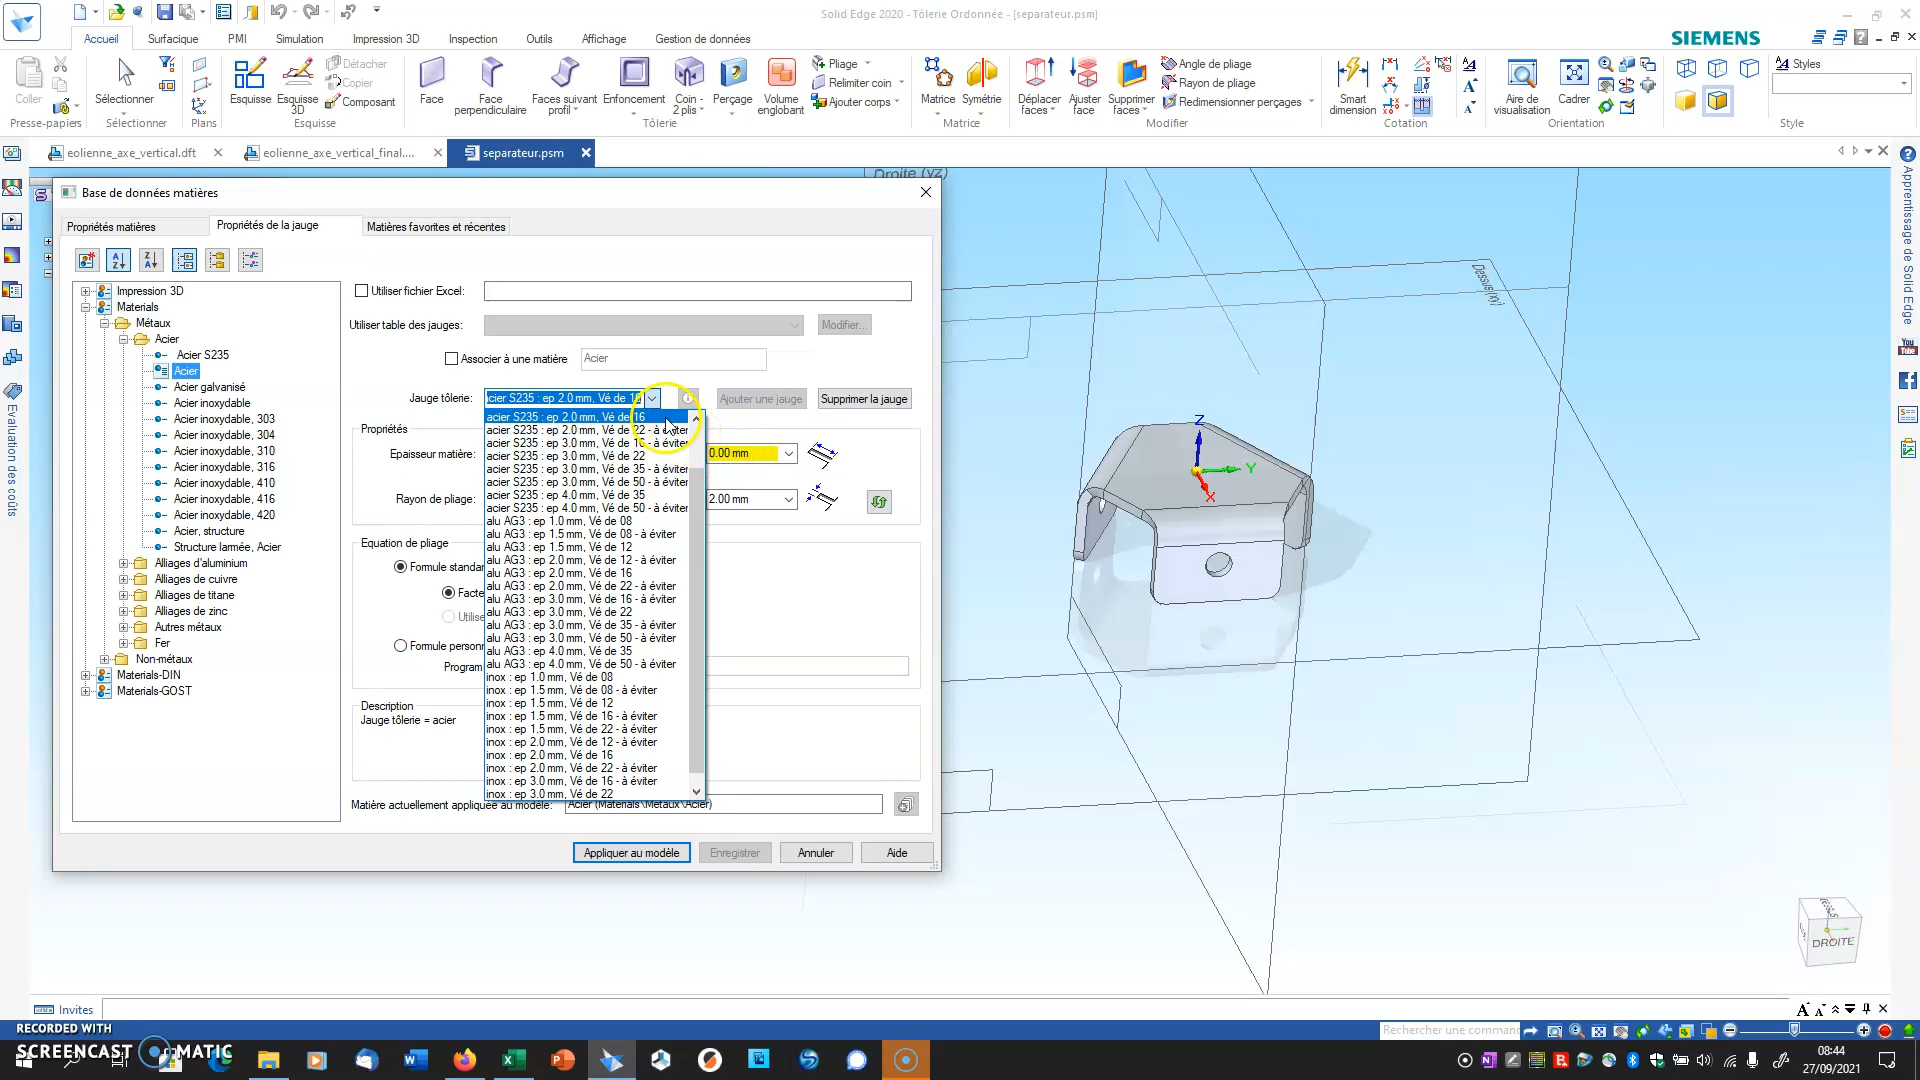 Solid Edge 2020 - Tôlerie Ordonnée - [separateur.psm]
Accueil Surfacique PMI Simulation Impression 3D Inspection Outils Affichage Gestion de données
SIEMENS
Coller
Presse-papiers
Sélectionner
Sélectionner
Plans
Esquisse
Esquisse 3D
Détacher
Copier
Composant
Esquisse
Face
Face perpendiculaire
Faces suivant profil
Enfoncement
Coin - 2 plis
Perçage
Volume englobant
Pliage
Relimiter coin
Ajouter corps
Tôlerie
Matrice
Symétrie
Matrice
Déplacer faces
Ajuster face
Supprimer faces
Angle de pliage
Rayon de pliage
Redimensionner perçages
Modifier
Smart dimension
Cotation
Aire de visualisation
Cadrer
Orientation
Styles
Style
eolienne_axe_vertical.dft
eolienne_axe_vertical_final....
separateur.psm
Droite (yz)
Dessus (xy)
Base de données matières
Propriétés matières
Propriétés de la jauge
Matières favorites et récentes
Impression 3D
Materials
Métaux
Acier
Acier S235
Acier
Acier galvanisé
Acier inoxydable
Acier inoxydable, 303
Acier inoxydable, 304
Acier inoxydable, 310
Acier inoxydable, 316
Acier inoxydable, 410
Acier inoxydable, 416
Acier inoxydable, 420
Acier, structure
Structure larmée, Acier
Alliages d'aluminium
Alliages de cuivre
Alliages de titane
Alliages de zinc
Autres métaux
Fer
Non-métaux
Materials-DIN
Materials-GOST
Utiliser fichier Excel:
Utiliser table des jauges:
Modifier...
Associer à une matière
Acier
Jauge tôlerie:
acier S235 : ep 2.0 mm, Vé de 16
Ajouter une jauge
Supprimer la jauge
acier S235 : ep 2.0 mm, Vé de 16
acier S235 : ep 2.0 mm, Vé de 22 - à éviter
acier S235 : ep 3.0 mm, Vé de 16 - à éviter
acier S235 : ep 3.0 mm, Vé de 22
acier S235 : ep 3.0 mm, Vé de 35 - à éviter
acier S235 : ep 3.0 mm, Vé de 50 - à éviter
acier S235 : ep 4.0 mm, Vé de 35
acier S235 : ep 4.0 mm, Vé de 50 - à éviter
alu AG3 : ep 1.0 mm, Vé de 08
alu AG3 : ep 1.5 mm, Vé de 08 - à éviter
alu AG3 : ep 1.5 mm, Vé de 12
alu AG3 : ep 2.0 mm, Vé de 12 - à éviter
alu AG3 : ep 2.0 mm, Vé de 16
alu AG3 : ep 2.0 mm, Vé de 22 - à éviter
alu AG3 : ep 3.0 mm, Vé de 16 - à éviter
alu AG3 : ep 3.0 mm, Vé de 22
alu AG3 : ep 3.0 mm, Vé de 35 - à éviter
alu AG3 : ep 3.0 mm, Vé de 50 - à éviter
alu AG3 : ep 4.0 mm, Vé de 35
alu AG3 : ep 4.0 mm, Vé de 50 - à éviter
inox : ep 1.0 mm, Vé de 08
inox : ep 1.5 mm, Vé de 08 - à éviter
inox : ep 1.5 mm, Vé de 12
inox : ep 1.5 mm, Vé de 16 - à éviter
inox : ep 1.5 mm, Vé de 22 - à éviter
inox : ep 2.0 mm, Vé de 12 - à éviter
inox : ep 2.0 mm, Vé de 16
inox : ep 2.0 mm, Vé de 22 - à éviter
inox : ep 3.0 mm, Vé de 16 - à éviter
inox : ep 3.0 mm, Vé de 22
Propriétés
Epaisseur matière:
0.00 mm
Rayon de pliage:
2.00 mm
Equation de pliage
Formule standar
Facte
Utilise
Formule personr
Program
Description
Jauge tôlerie = acier
Matière actuellement appliquée au modèle:
Acier (Materials\Métaux\Acier)
Appliquer au modèle
Enregistrer
Annuler
Aide
Z
Y
X
DROITE
Evaluation des coûts
Apprentissage de Solid Edge
You Tube
Invites
Rechercher une command
RECORDED WITH
SCREENCAST MATIC
08:44
27/09/2021